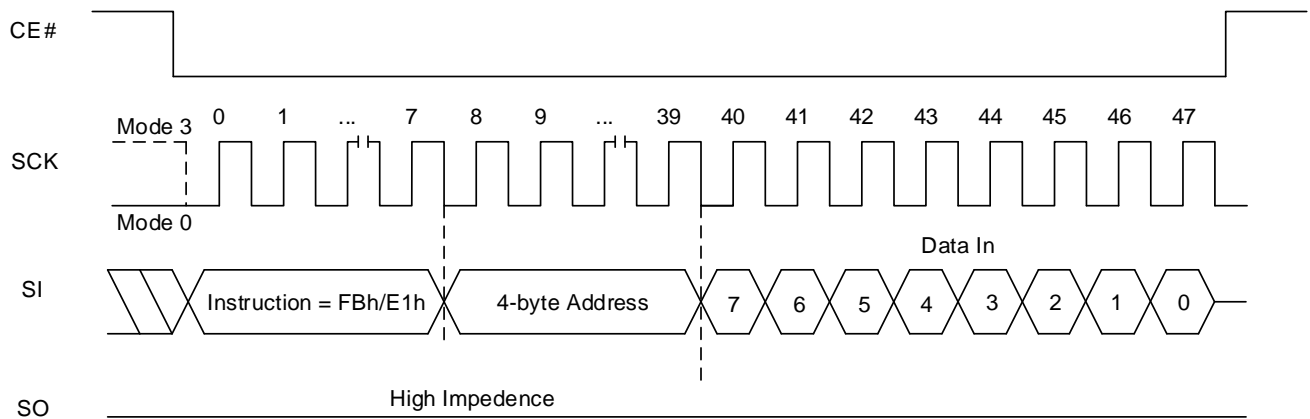 CE#
Mode 3
0 1 ... 7 8 9 ... 39 40 41 42 43 44 45 46 47
SCK
Mode 0
Data In
SI
Instruction = FBh/E1h
4-byte Address
7 6 5 4 3 2 1 0
High Impedence
SO